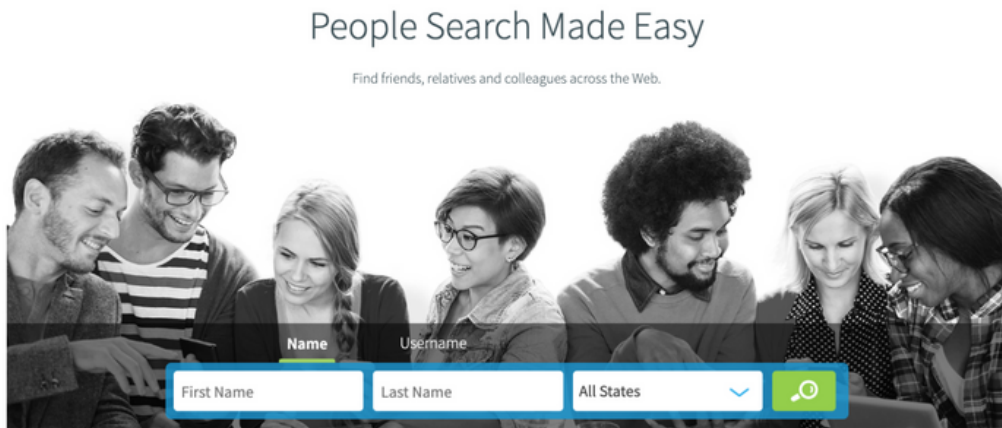 People Search Made Easy
Find friends, relatives and colleagues across the Web.
Name Username
First Name Last Name All States